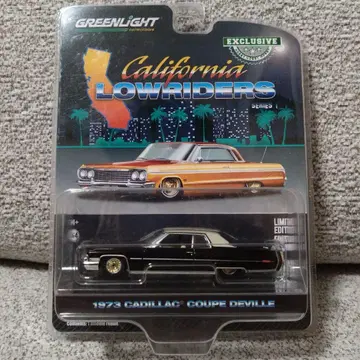 GREENLIGHT
EXCLUSIVE
California
LOWRIDERS
SERIES 1
LIMITED
EDITION
1973 CADILLAC® COUPE DEVILLE